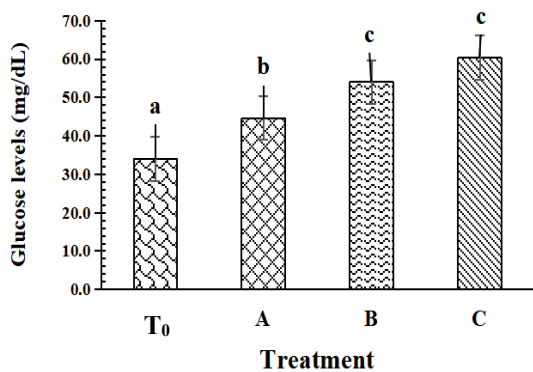 Glucose levels (mg/dL)
70.0
60.0
50.0
40.0
30.0
20.0
10.0
0.0
a
b
c
c
T₀
A
B
C
Treatment